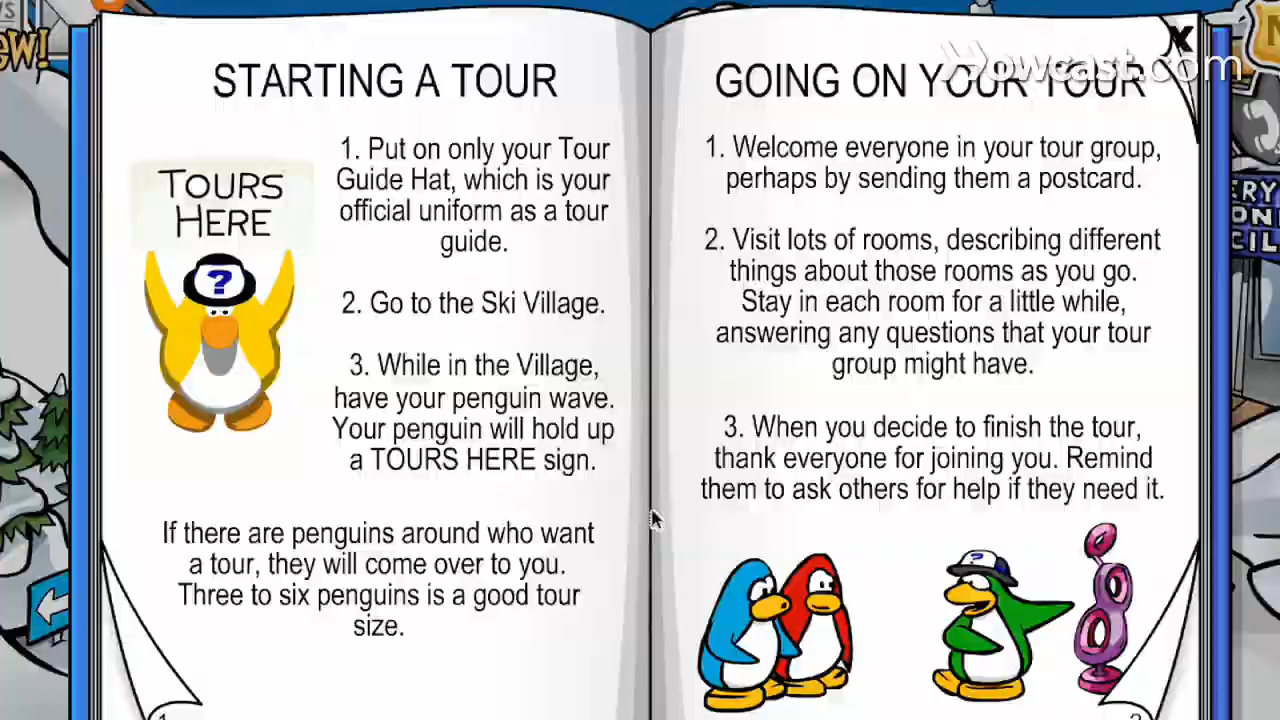 Howcast.com
STARTING A TOUR
TOURS
HERE
?
1. Put on only your Tour
Guide Hat, which is your
official uniform as a tour
guide.
2. Go to the Ski Village.
3. While in the Village,
have your penguin wave.
Your penguin will hold up
a TOURS HERE sign.
If there are penguins around who want
a tour, they will come over to you.
Three to six penguins is a good tour
size.
GOING ON YOUR TOUR
1. Welcome everyone in your tour group,
perhaps by sending them a postcard.
2. Visit lots of rooms, describing different
things about those rooms as you go.
Stay in each room for a little while,
answering any questions that your tour
group might have.
3. When you decide to finish the tour,
thank everyone for joining you. Remind
them to ask others for help if they need it.
?
X